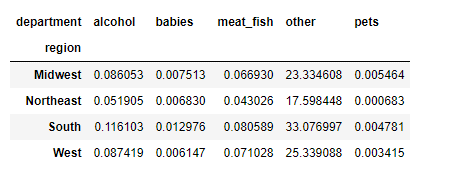 department alcohol babies meat_fish other pets
region
Midwest 0.086053 0.007513 0.066930 23.334608 0.005464
Northeast 0.051905 0.006830 0.043026 17.598448 0.000683
South 0.116103 0.012976 0.080589 33.076997 0.004781
West 0.087419 0.006147 0.071028 25.339088 0.003415